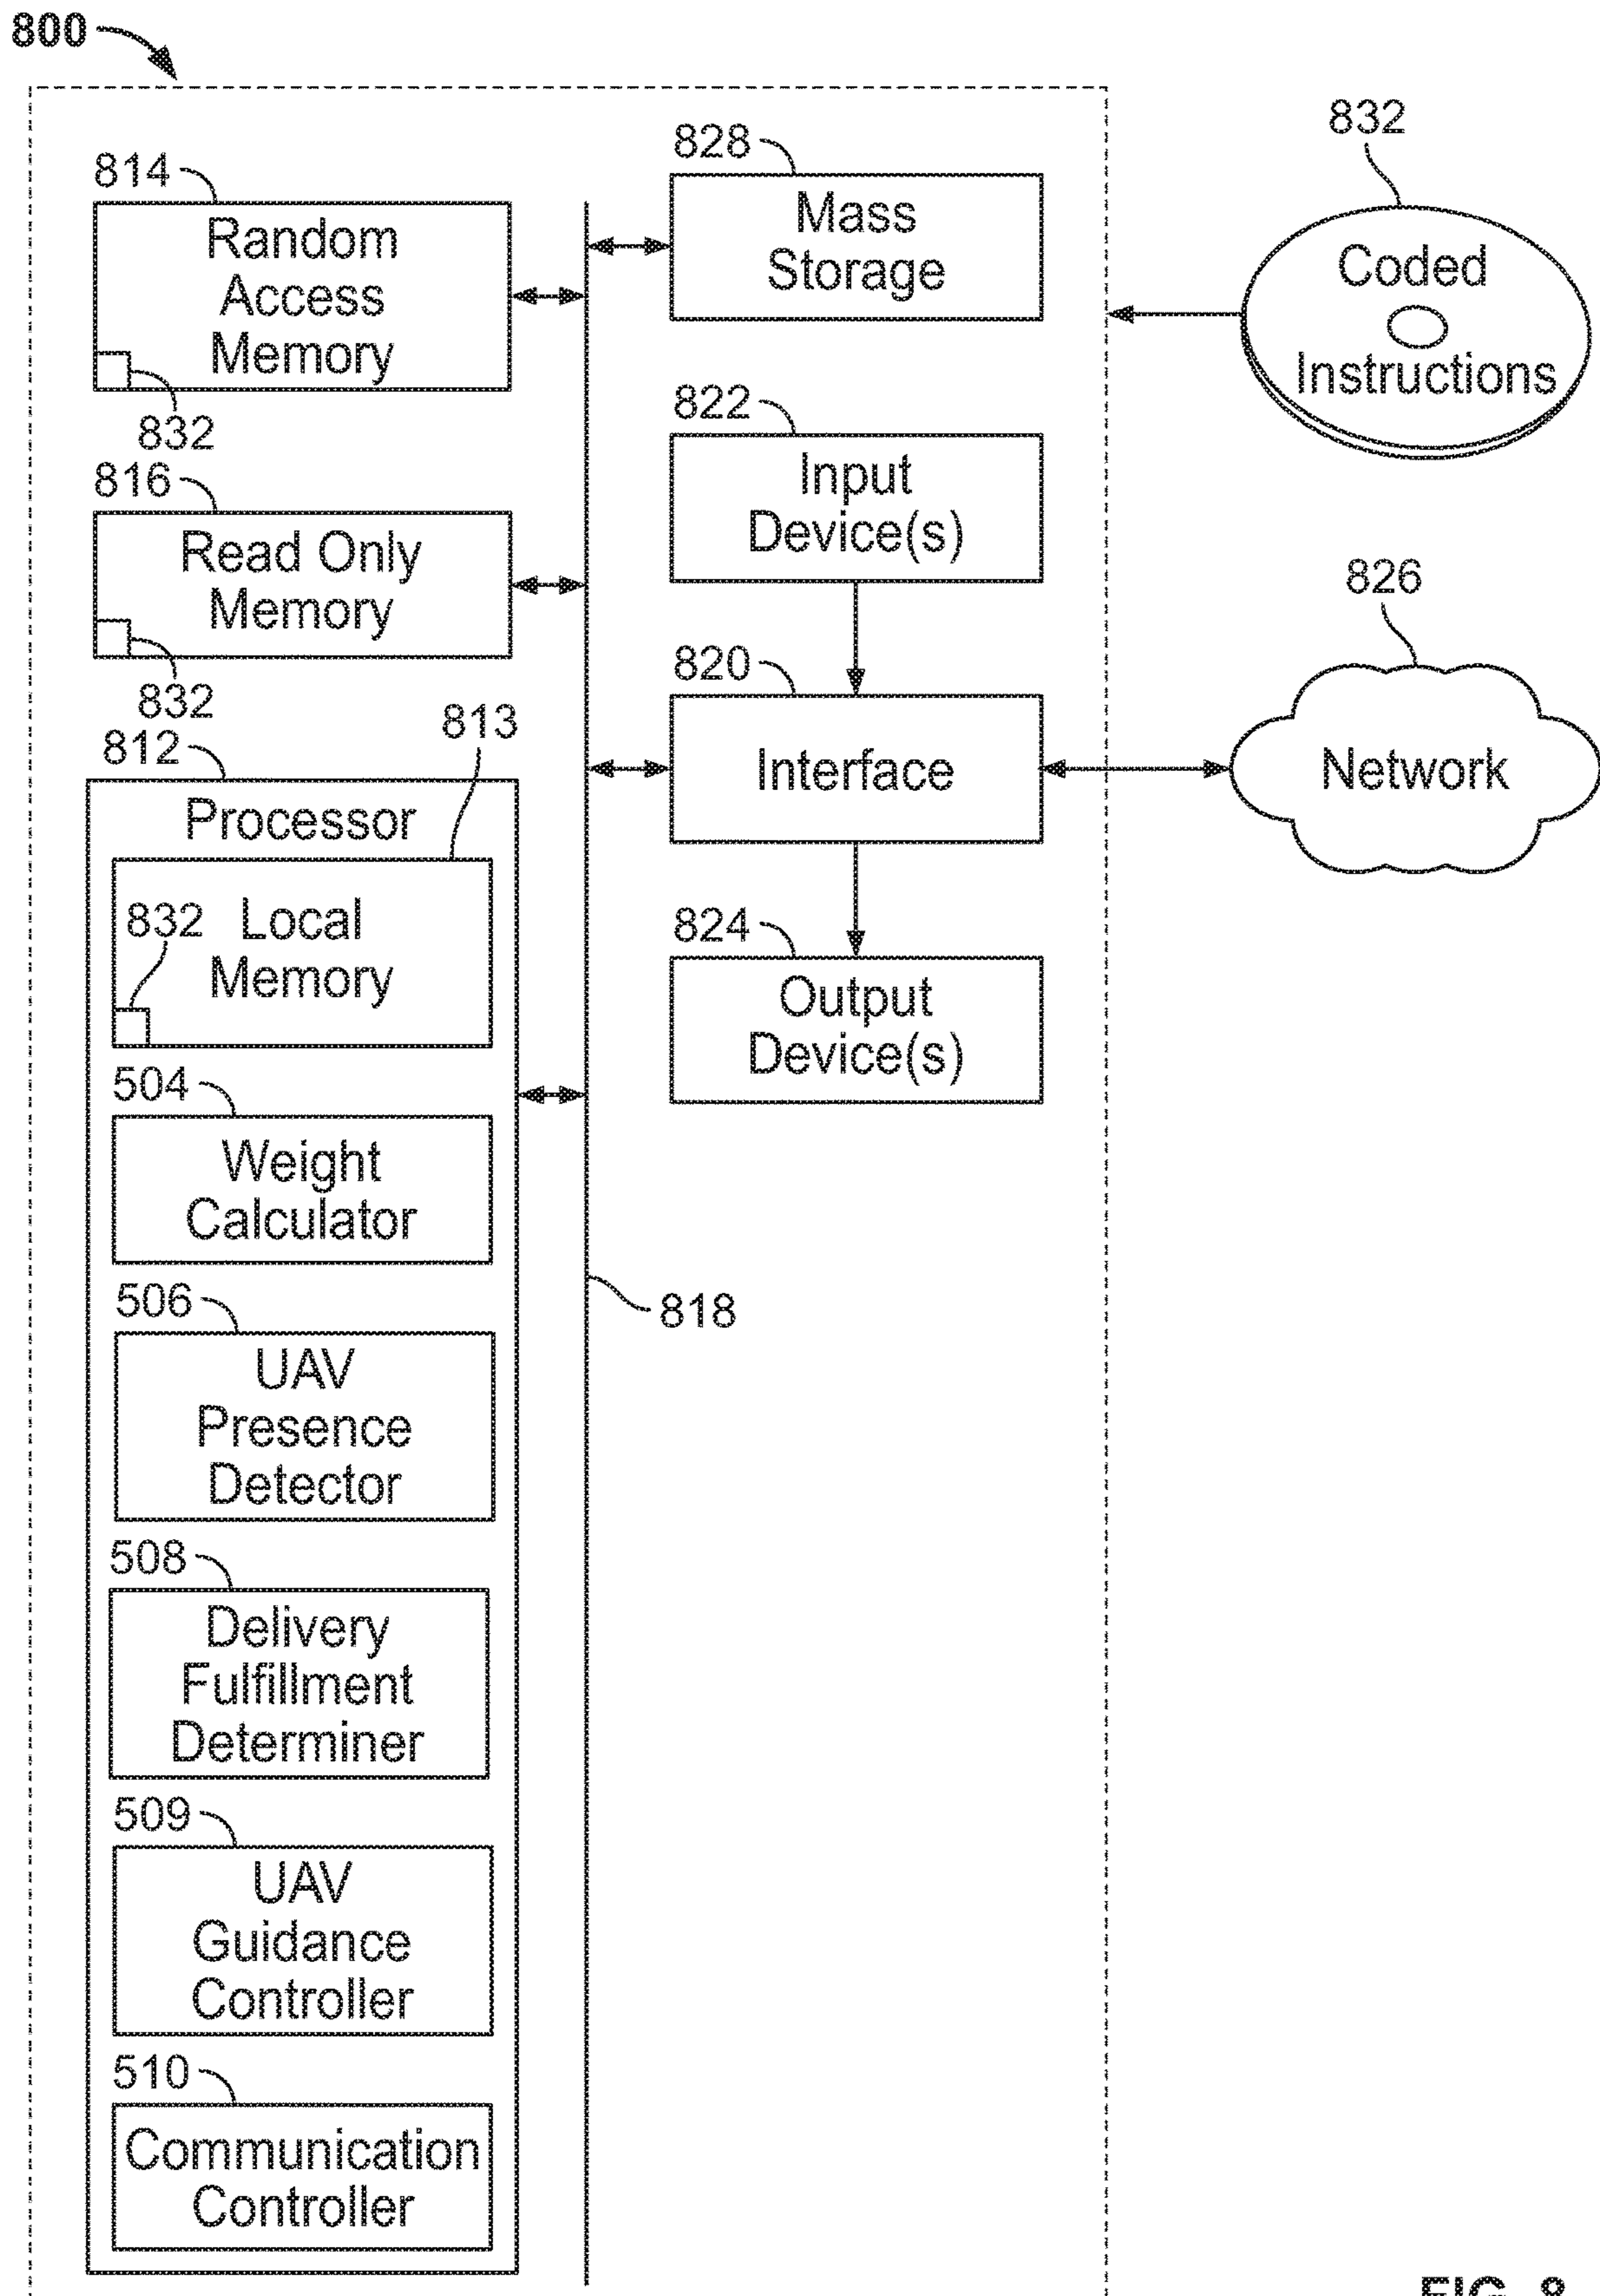 800
814
Random
Access
Memory
832
816
Read Only
Memory
832
812
813
Processor
832
Local
Memory
504
Weight
Calculator
506
UAV
Presence
Detector
508
Delivery
Fulfillment
Determiner
509
UAV
Guidance
Controller
510
Communication
Controller
818
828
Mass
Storage
822
Input
Device(s)
820
Interface
824
Output
Device(s)
832
Coded
Instructions
826
Network
FIG. 8